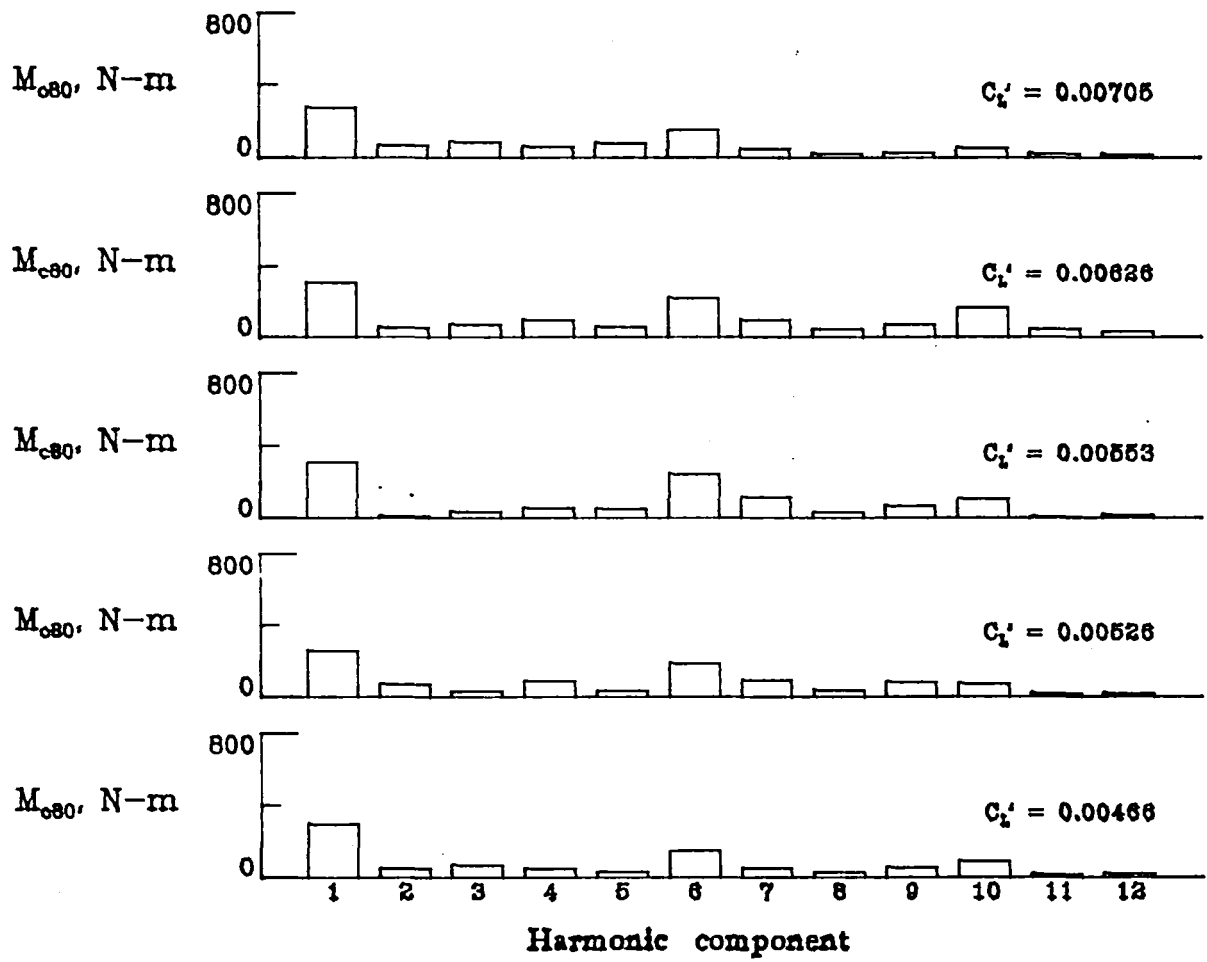 800
M_c80, N-m
C_L' = 0.00705
0
800
M_c80, N-m
C_L' = 0.00626
0
800
M_c80, N-m
C_L' = 0.00553
0
800
M_c80, N-m
C_L' = 0.00526
0
800
M_c80, N-m
C_L' = 0.00466
0
1 2 3 4 5 6 7 8 9 10 11 12
Harmonic component